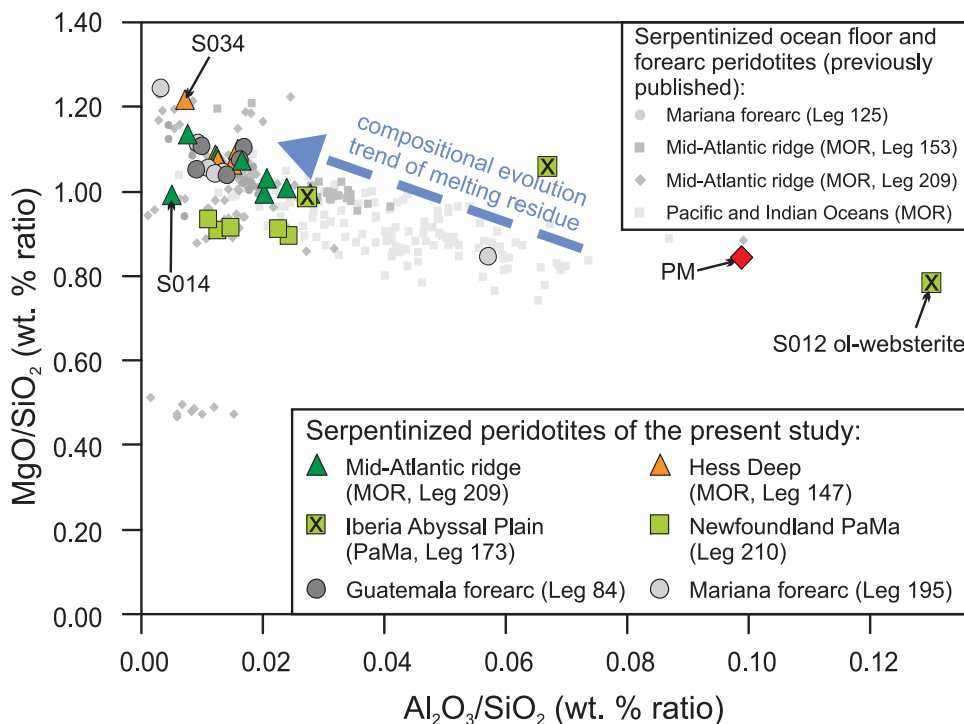 1.40
1.20
1.00
0.80
0.60
0.40
0.20
0.00
MgO/SiO2 (wt. % ratio)
S034
S014
compositional evolution
trend of melting residue
PM
S012 ol-websterite
Serpentinized ocean floor and
forearc peridotites (previously
published):
Mariana forearc (Leg 125)
Mid-Atlantic ridge (MOR, Leg 153)
Mid-Atlantic ridge (MOR, Leg 209)
Pacific and Indian Oceans (MOR)
Serpentinized peridotites of the present study:
Mid-Atlantic ridge
(MOR, Leg 209)
Hess Deep
(MOR, Leg 147)
X Iberia Abyssal Plain
(PaMa, Leg 173)
Newfoundland PaMa
(Leg 210)
Guatemala forearc (Leg 84)
Mariana forearc (Leg 195)
0.00 0.02 0.04 0.06 0.08 0.10 0.12
Al2O3/SiO2 (wt. % ratio)